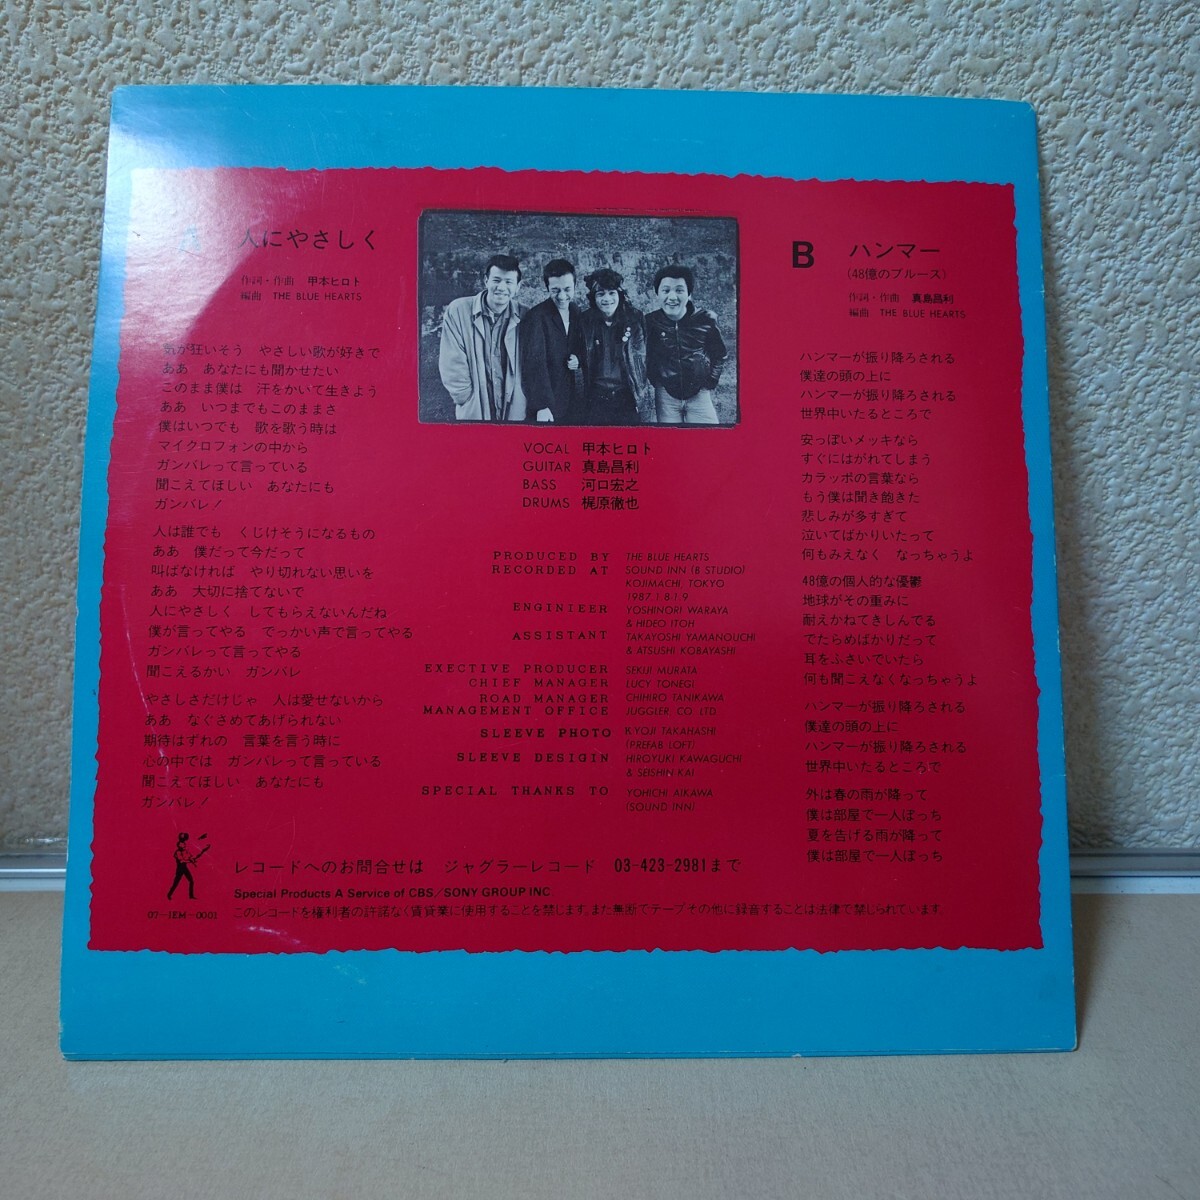 A 人にやさしく
作詞・作曲 甲本ヒロト
編曲 THE BLUE HEARTS
気が狂いそう やさしい歌が好きで
ああ あなたにも聞かせたい
このまま僕は 汗をかいて生きよう
ああ いつまでもこのままさ
僕はいつでも 歌を歌う時は
マイクロフォンの中から
ガンバレって言っている
聞こえてほしい あなたにも
ガンバレ!
人は誰でも くじけそうになるもの
ああ 僕だって今だって
叫ばなければ やり切れない思いを
ああ 大切に捨てないで
人にやさしく してもらえないんだね
僕が言ってやる でっかい声で言ってやる
ガンバレって言ってやる
聞こえるかい ガンバレ
やさしさだけじゃ 人は愛せないから
ああ なぐさめてあげられない
期待はずれの 言葉を言う時に
心の中では ガンバレって言っている
聞こえてほしい あなたにも
ガンバレ!
VOCAL 甲本ヒロト
GUITAR 真島昌利
BASS 河口宏之
DRUMS 梶原徹也
PRODUCED BY THE BLUE HEARTS
RECORDED AT SOUND INN (B STUDIO)
KOJIMACHI, TOKYO
1987.1.8-1.9
ENGINIEER YOSHINORI WARAYA
& HIDEO ITOH
ASSISTANT TAKAYOSHI YAMANOUCHI
& ATSUSHI KOBAYASHI
EXECTIVE PRODUCER SEKIJI MURATA
CHIEF MANAGER LUCY TONEGI
ROAD MANAGER CHIHIRO TANIKAWA
MANAGEMENT OFFICE JUGGLER. CO. LTD
SLEEVE PHOTO KYOJI TAKAHASHI
(PREFAB LOFT)
SLEEVE DESIGIN HIROYUKI KAWAGUCHI
& SEISHIN KAI
SPECIAL THANKS TO YOHICHI AIKAWA
(SOUND INN)
B ハンマー
(48億のブルース)
作詞・作曲 真島昌利
編曲 THE BLUE HEARTS
ハンマーが振り降ろされる
僕達の頭の上に
ハンマーが振り降ろされる
世界中いたるところで
安っぽいメッキなら
すぐにはがれてしまう
カラッポの言葉なら
もう僕は聞き飽きた
悲しみが多すぎて
泣いてばかりいたって
何もみえなく なっちゃうよ
48億の個人的な憂鬱
地球がその重みに
耐えかねてきしんでる
でたらめばかりだって
耳をふさいでいたら
何も聞こえなくなっちゃうよ
ハンマーが振り降ろされる
僕達の頭の上に
ハンマーが振り降ろされる
世界中いたるところで
外は春の雨が降って
僕は部屋で一人ぼっち
夏を告げる雨が降って
僕は部屋で一人ぼっち
レコードへのお問合せは ジャグラーレコード 03-423-2981まで
Special Products A Service of CBS/SONY GROUP INC.
07-1EM-0001
このレコードを権利者の許諾なく賃貸業に使用することを禁じます。また無断でテープその他に録音することは法律で禁じられています。